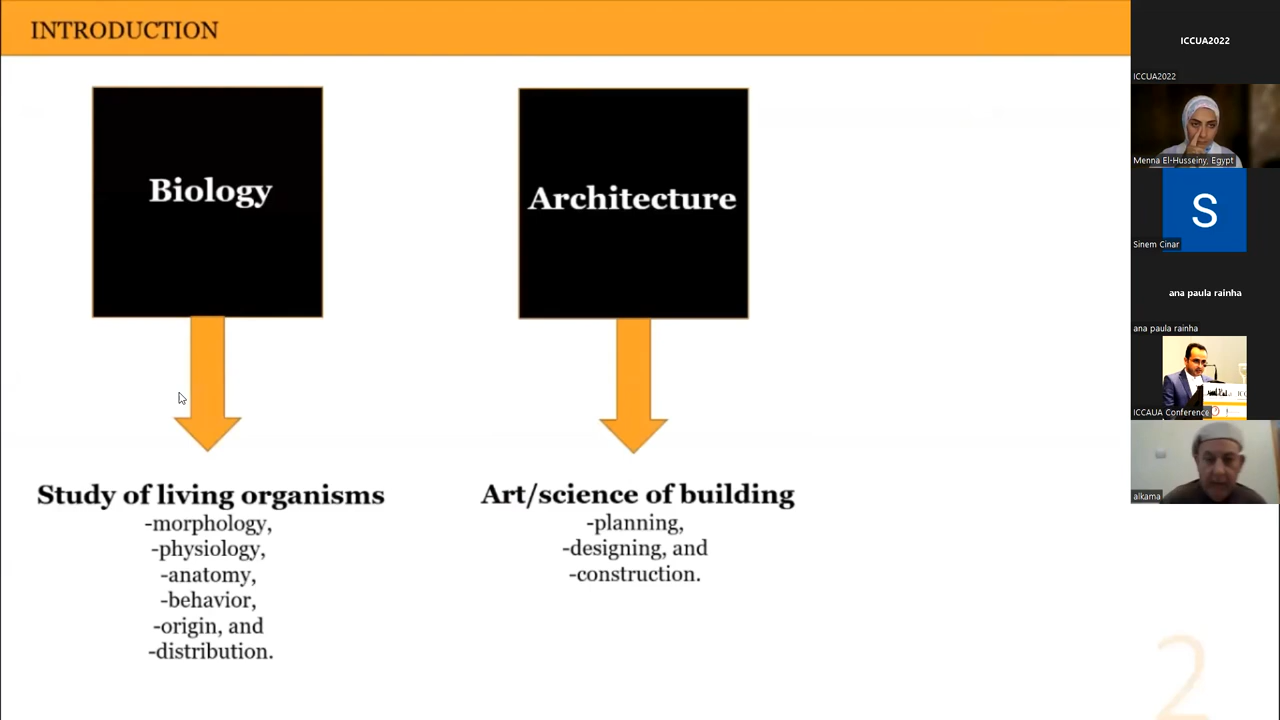 INTRODUCTION
Biology
Architecture
Study of living organisms
-morphology,
-physiology,
-anatomy,
-behavior,
-origin, and
-distribution.
Art/science of building
-planning,
-designing, and
-construction.
2
ICCUA2022
ICCUA2022
Menna El-Husseiny, Egypt
S
Sinem Cinar
ana paula rainha
ana paula rainha
ICCAUA Conference
alkama